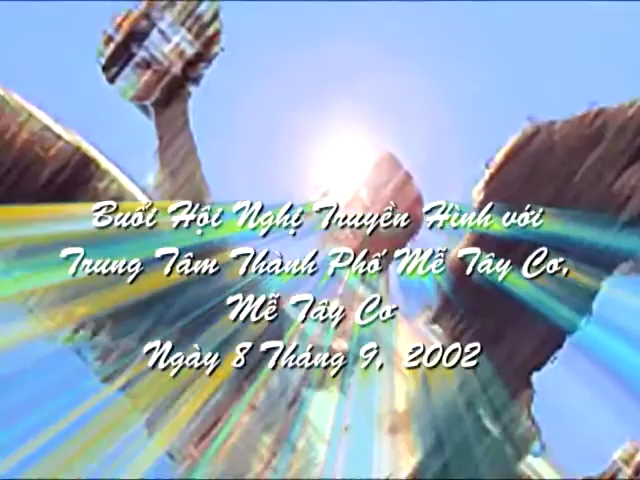 Buổi Hội Nghị Truyền Hình với
Trung Tâm Thành Phố Mễ Tây Cơ,
Mễ Tây Cơ
Ngày 8 Tháng 9, 2002